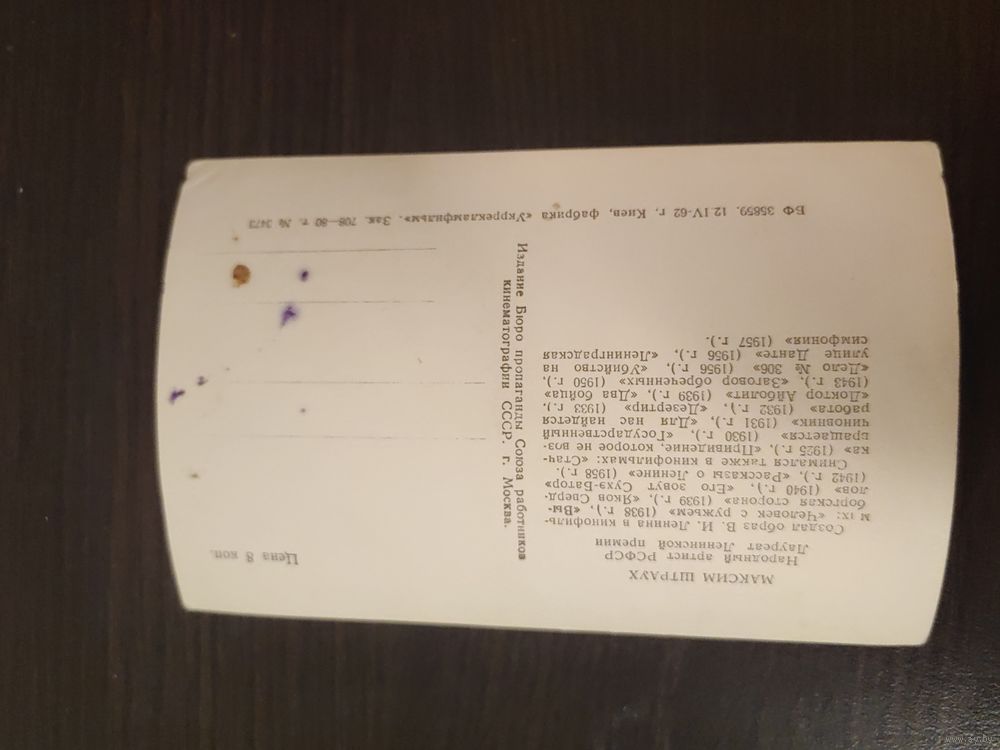 МАКСИМ ШТРАУХ
Народный артист РСФСР
Лауреат Ленинской премии
Создал образ В. И. Ленина в кинофиль-
мах: «Человек с ружьем» (1938 г.), «Вы-
боргская сторона» (1939 г.), «Яков Сверд-
лов» (1940 г.), «Его зовут Сухэ-Батор»
(1942 г.), «Рассказы о Ленине» (1958 г.).
Снимался также в кинофильмах: «Стач-
ка» (1925 г.), «Привидение, которое не воз-
вращается» (1930 г.), «Государственный
чиновник» (1931 г.), «Для нас найдется
работа» (1932 г.), «Дезертир» (1933 г.),
«Доктор Айболит» (1939 г.), «Два бойца»
(1943 г.), «Заговор обреченных» (1950 г.),
«Дело № 306» (1956 г.), «Убийство на
улице Данте» (1956 г.), «Ленинградская
симфония» (1957 г.).
Издание Бюро пропаганды Союза работников
кинематографии СССР. г. Москва.
Цена 8 коп.
БФ 35859. 12.IV-62 г. Киев, фабрика «Укррекламфильм». Зак. 708—80 т. № 3473